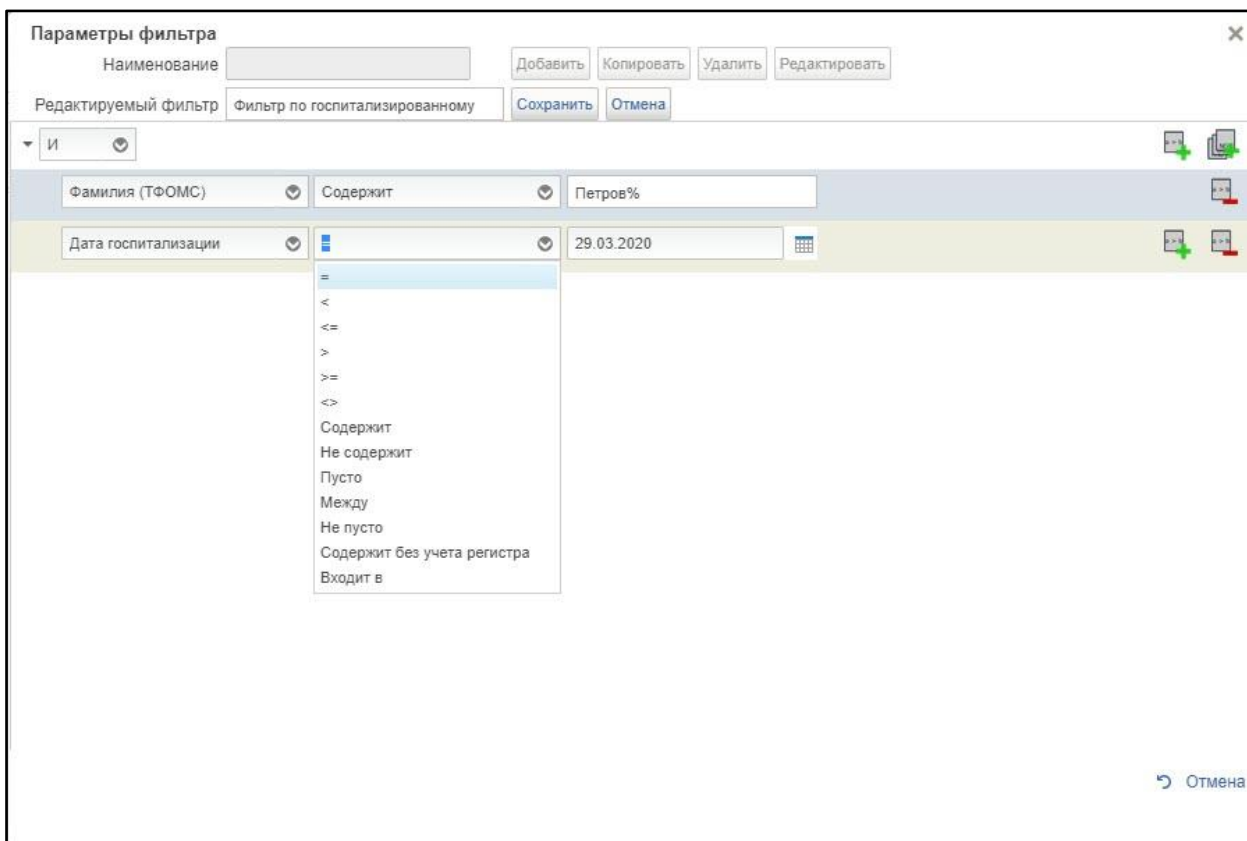 Параметры фильтра
Наименование Добавить Копировать Удалить Редактировать
Редактируемый фильтр Фильтр по госпитализированному Сохранить Отмена
И
Фамилия (ТФОМС) Содержит Петров%
Дата госпитализации = 29.03.2020
=
<
<=
>
>=
<>
Содержит
Не содержит
Пусто
Между
Не пусто
Содержит без учета регистра
Входит в
Отмена